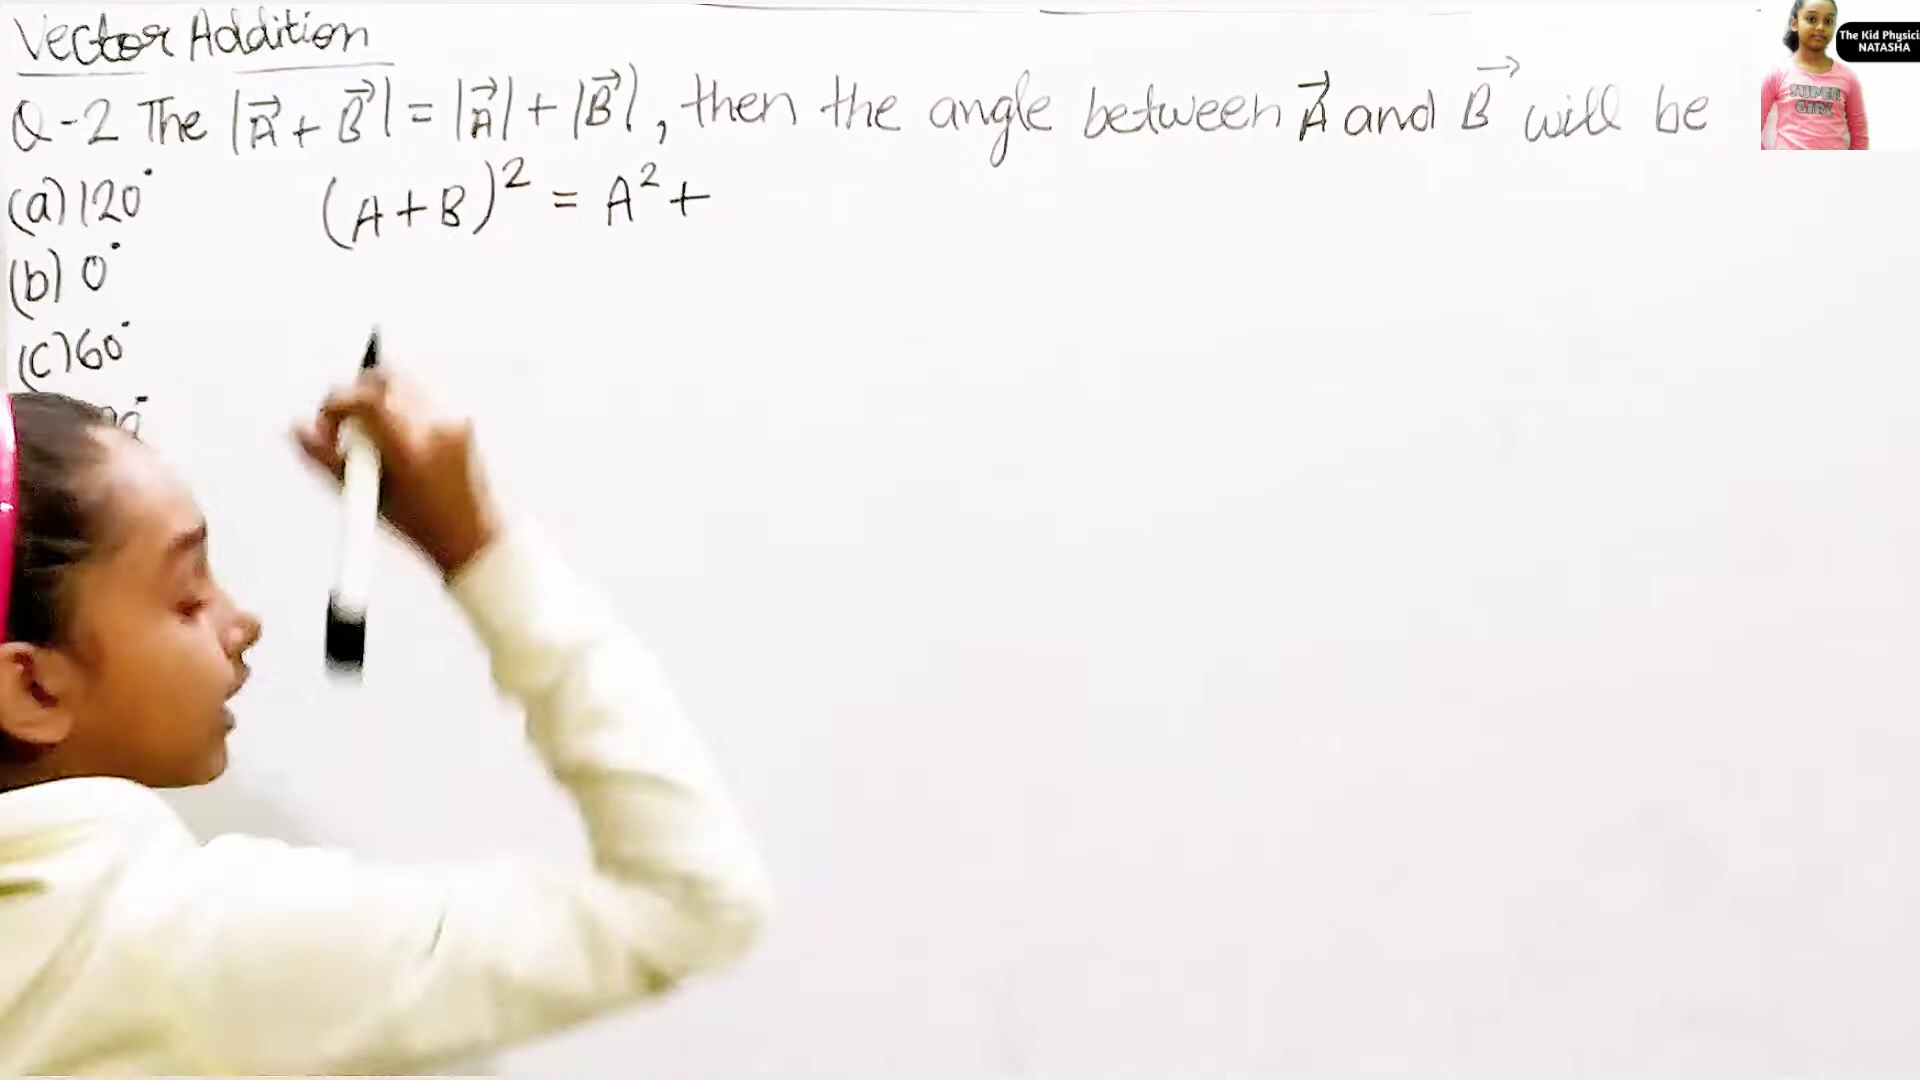 Vector Addition
Q-2 The |A⃗ + B⃗| = |A⃗| + |B⃗|, then the angle between A⃗ and B⃗ will be
(a) 120°
(A+B)² = A² +
(b) 0°
(c) 60°
The Kid Physici
NATASHA
SUPER
GIRL